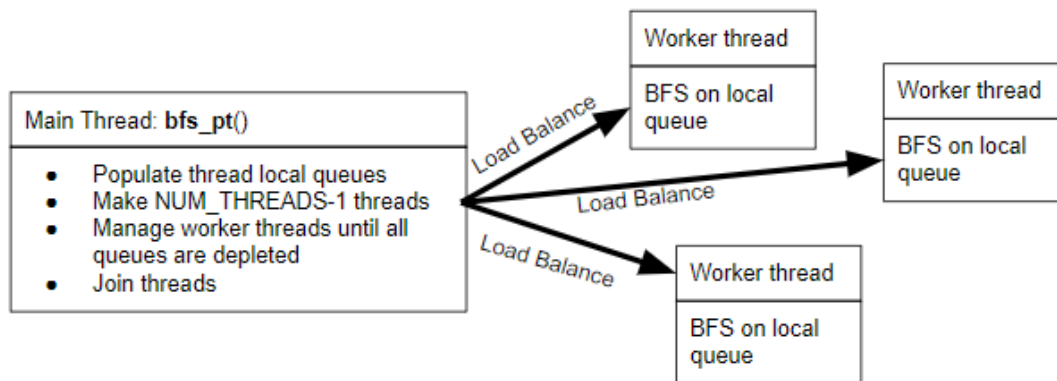 Main Thread: bfs_pt()
● Populate thread local queues
● Make NUM_THREADS-1 threads
● Manage worker threads until all
queues are depleted
● Join threads
Load Balance
Load Balance
Load Balance
Worker thread
BFS on local
queue
Worker thread
BFS on local
queue
Worker thread
BFS on local
queue